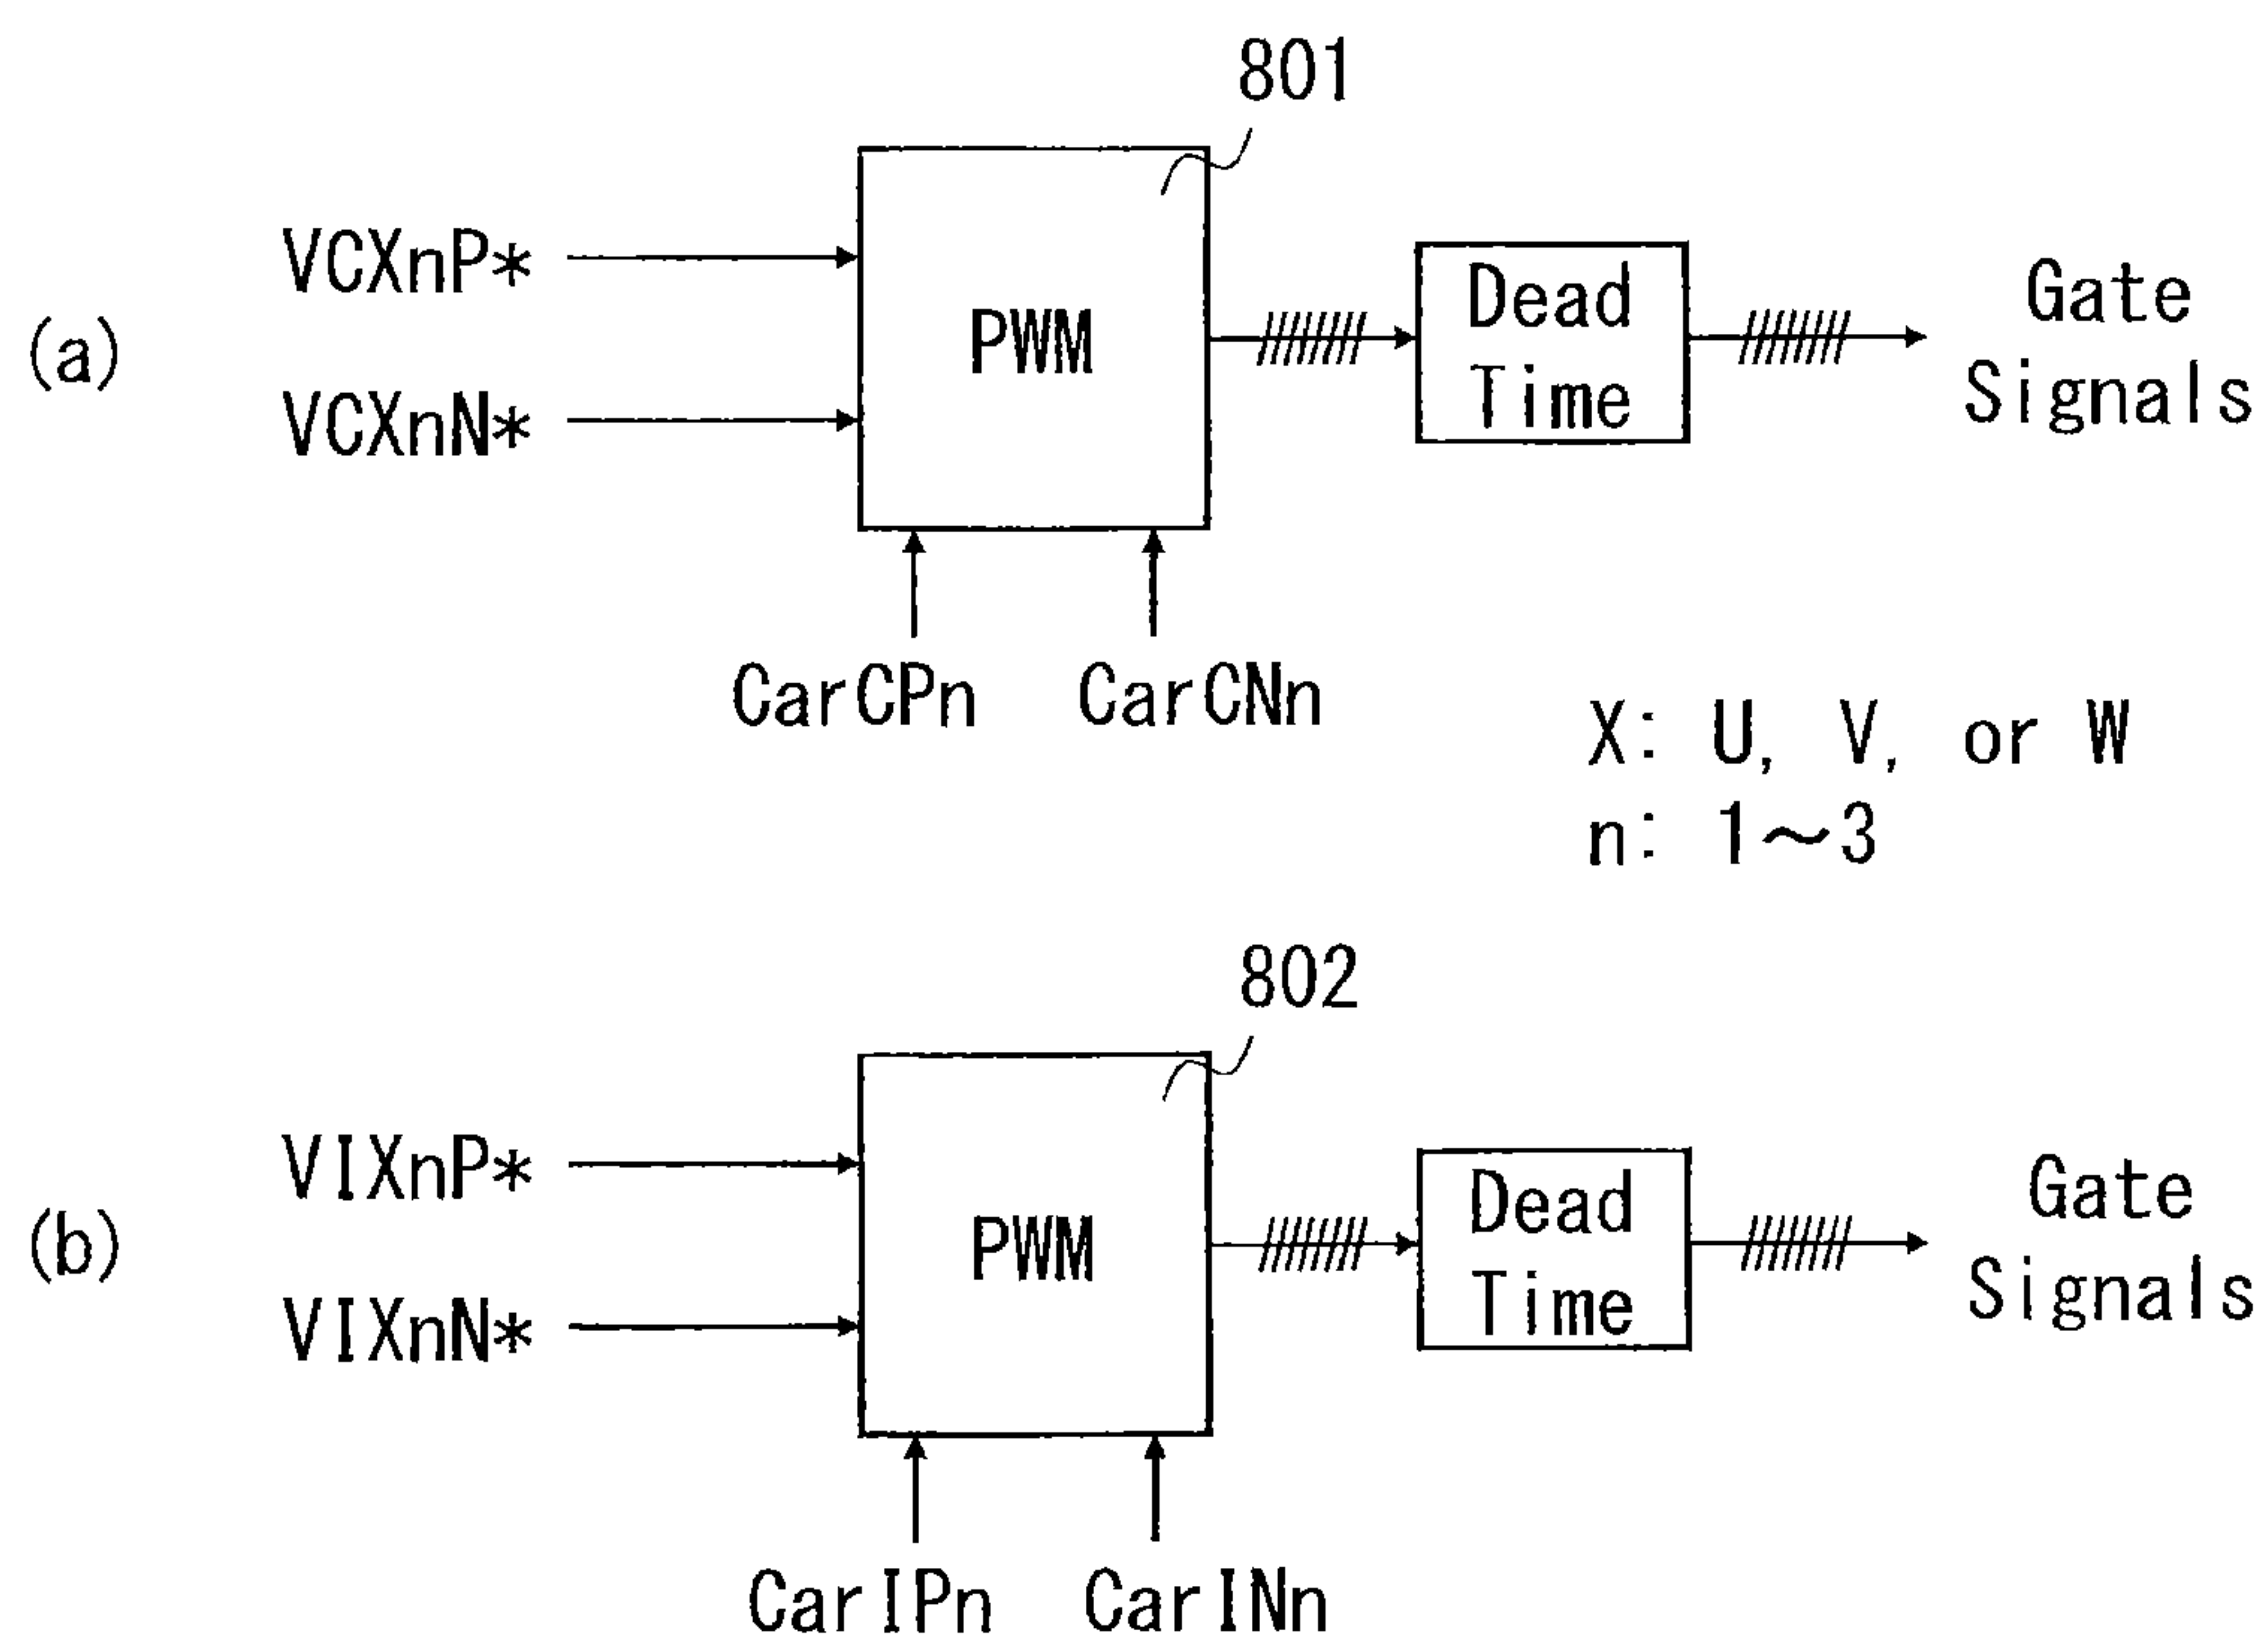 801
VCXnP*
VCXnN*
(a)
PWM
Dead
Time
Gate
Signals
CarCPn
CarCNn
X: U, V, or W
n: 1～3
802
VIXnP*
VIXnN*
(b)
PWM
Dead
Time
Gate
Signals
CarIPn
CarINn